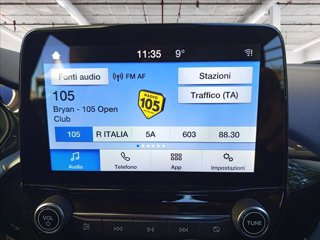 11:35 9°
Fonti audio FM AF Stazioni
105 RADIO 105 Traffico (TA)
Bryan - 105 Open
Club
105 R ITALIA 5A 603 88.30
Audio Telefono App Impostazioni
VOL TUNE